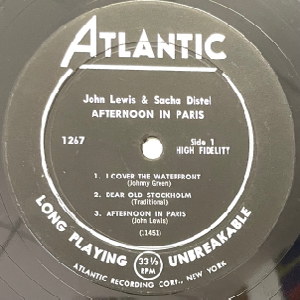 ATLANTIC
John Lewis & Sacha Distel
AFTERNOON IN PARIS
1267
Side 1
HIGH FIDELITY
1. I COVER THE WATERFRONT
(Johnny Green)
2. DEAR OLD STOCKHOLM
(Traditional)
3. AFTERNOON IN PARIS
(John Lewis)
(1451)
LONG PLAYING 33 1/3 RPM UNBREAKABLE
ATLANTIC RECORDING CORP., NEW YORK